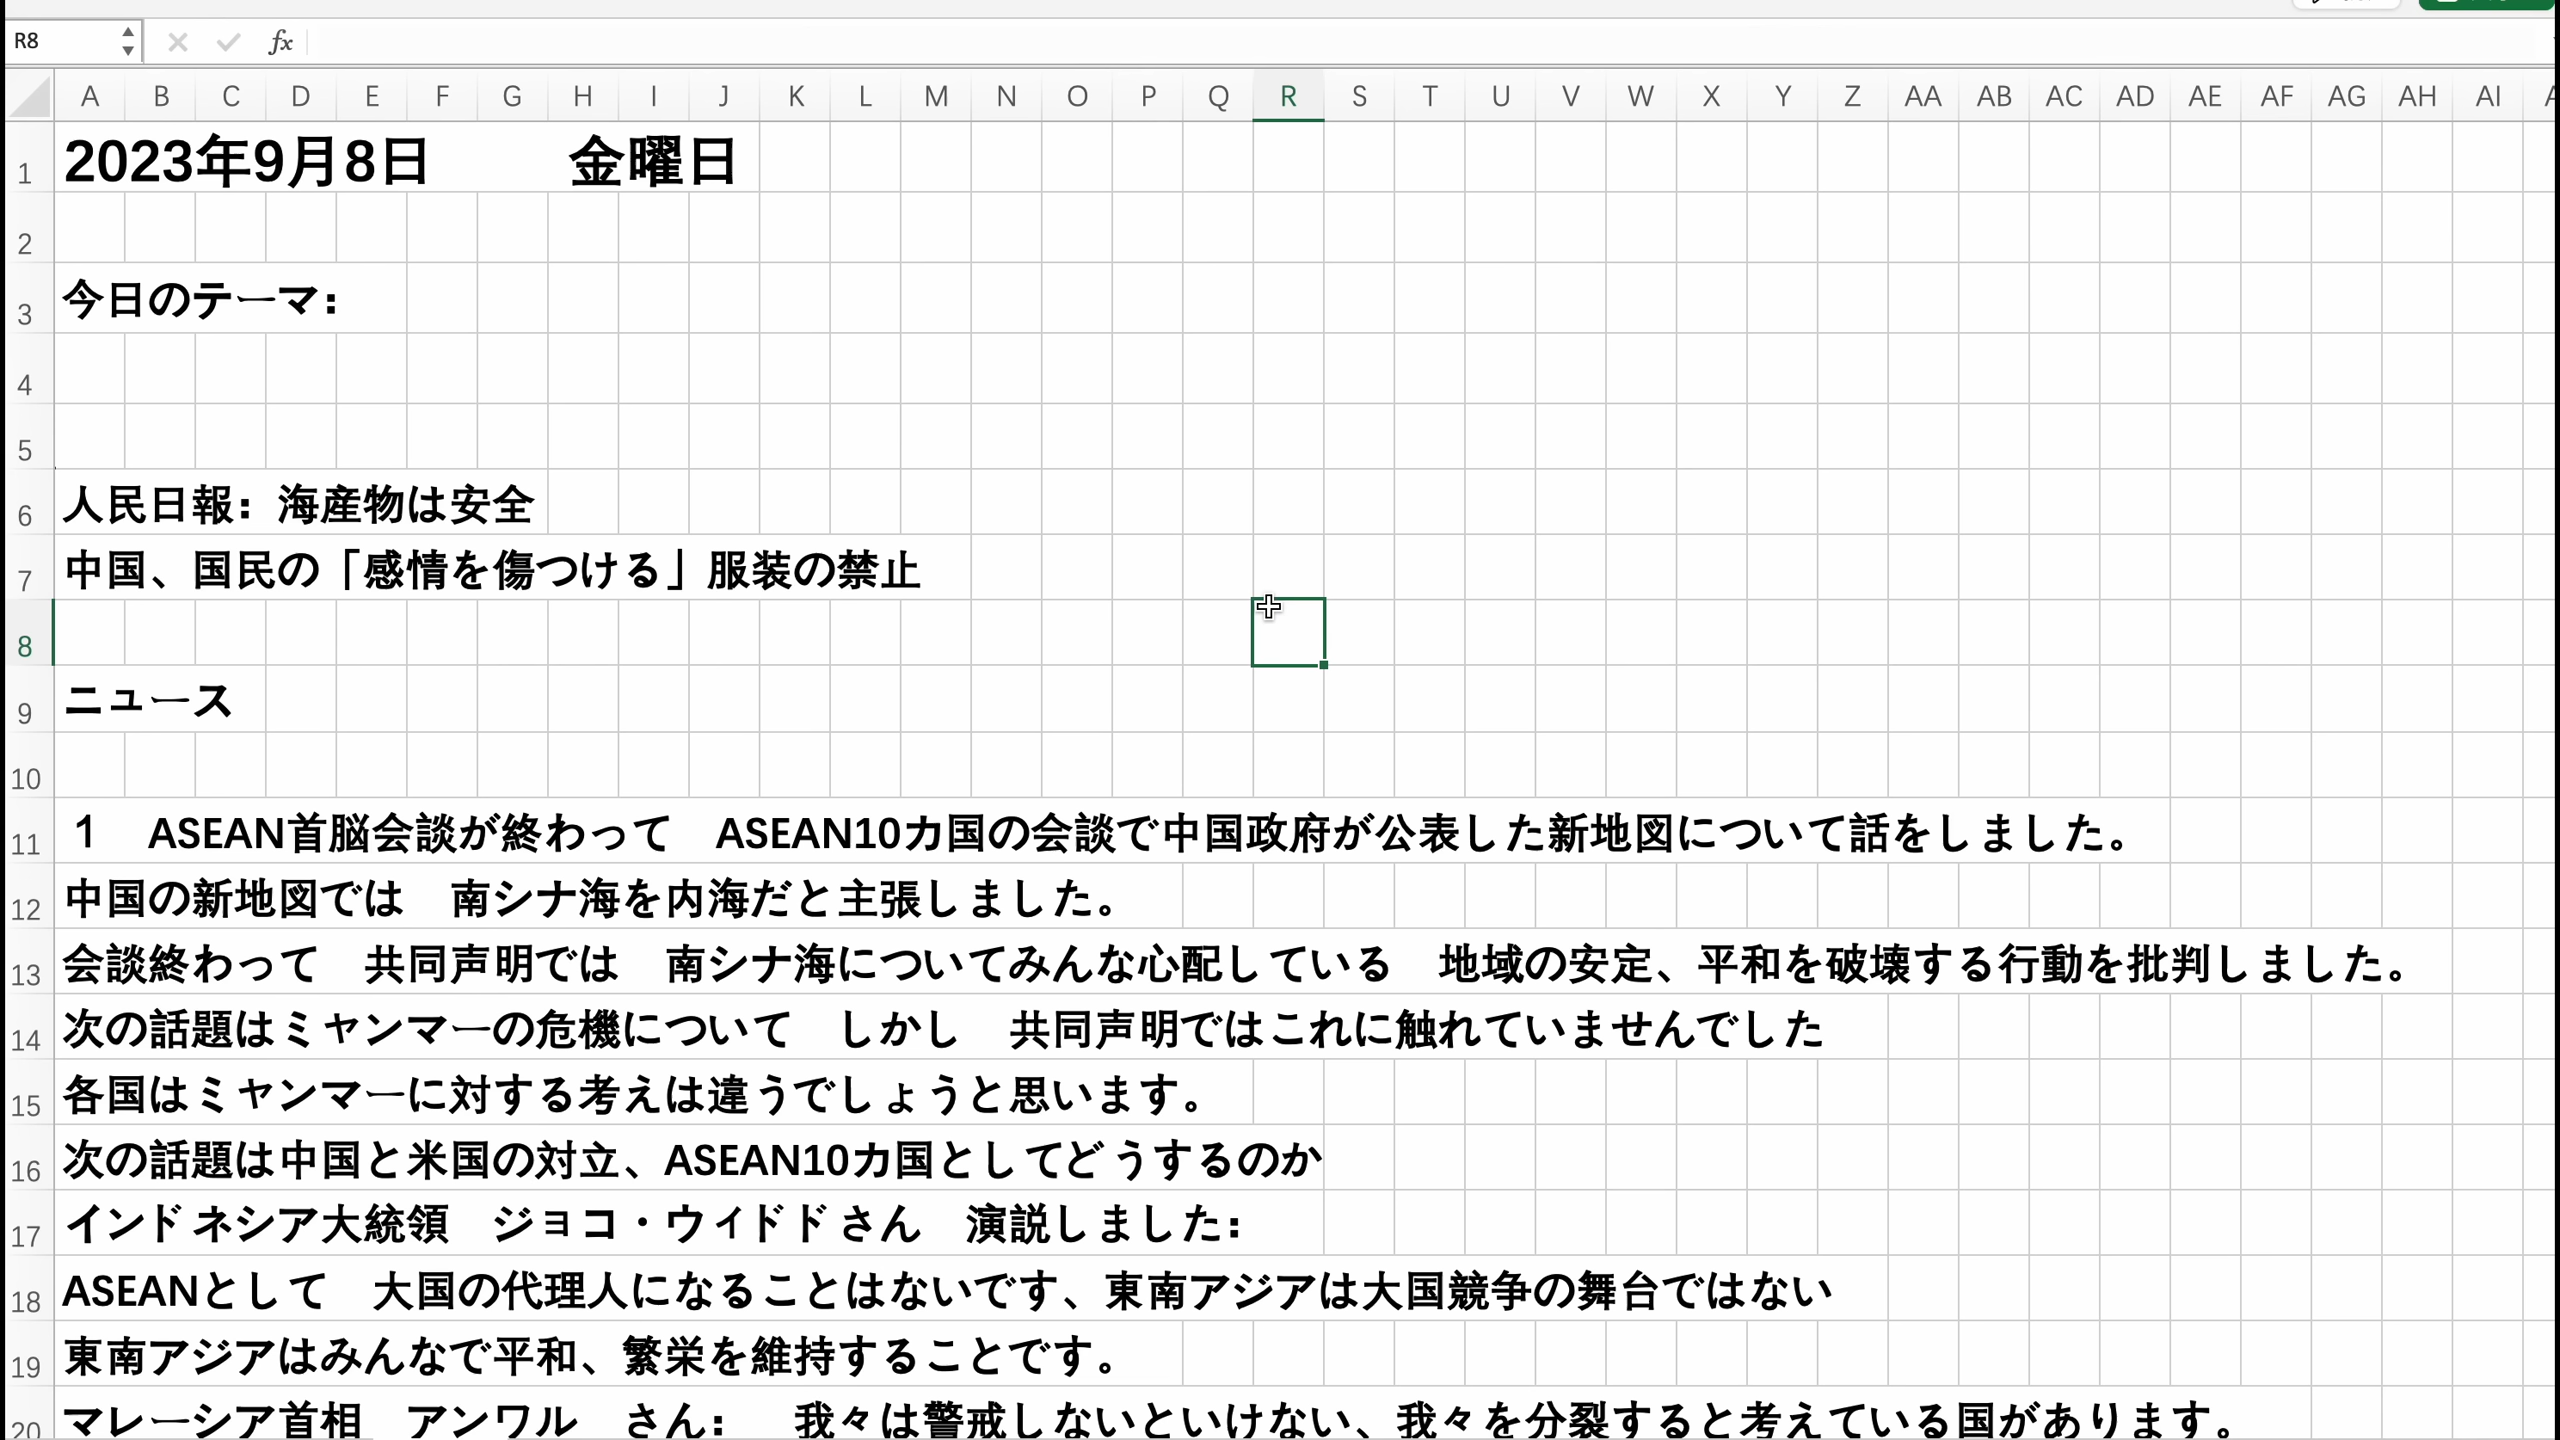 R8 fx
A B C D E F G H I J K L M N O P Q R S T U V W X Y Z AA AB AC AD AE AF AG AH AI
1 2023年9月8日　　金曜日
2
3 今日のテーマ：
4
5
6 人民日報：海産物は安全
7 中国、国民の「感情を傷つける」服装の禁止
8
9 ニュース
10
11 １　ASEAN首脳会談が終わって　ASEAN10カ国の会談で中国政府が公表した新地図について話をしました。
12 中国の新地図では　南シナ海を内海だと主張しました。
13 会談終わって　共同声明では　南シナ海についてみんな心配している　地域の安定、平和を破壊する行動を批判しました。
14 次の話題はミャンマーの危機について　しかし　共同声明ではこれに触れていませんでした
15 各国はミャンマーに対する考えは違うでしょうと思います。
16 次の話題は中国と米国の対立、ASEAN10カ国としてどうするのか
17 インドネシア大統領　ジョコ・ウィドドさん　演説しました：
18 ASEANとして　大国の代理人になることはないです、東南アジアは大国競争の舞台ではない
19 東南アジアはみんなで平和、繁栄を維持することです。
20 マレーシア首相　アンワル　さん：　我々は警戒しないといけない、我々を分裂すると考えている国があります。